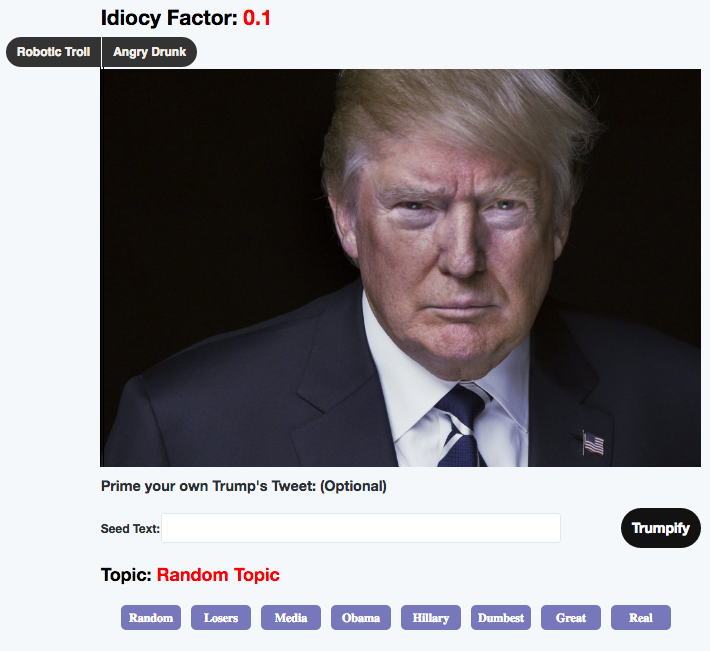 Idiocy Factor: 0.1
Robotic Troll Angry Drunk
Prime your own Trump's Tweet: (Optional)
Seed Text: Trumpify
Topic: Random Topic
Random Losers Media Obama Hillary Dumbest Great Real